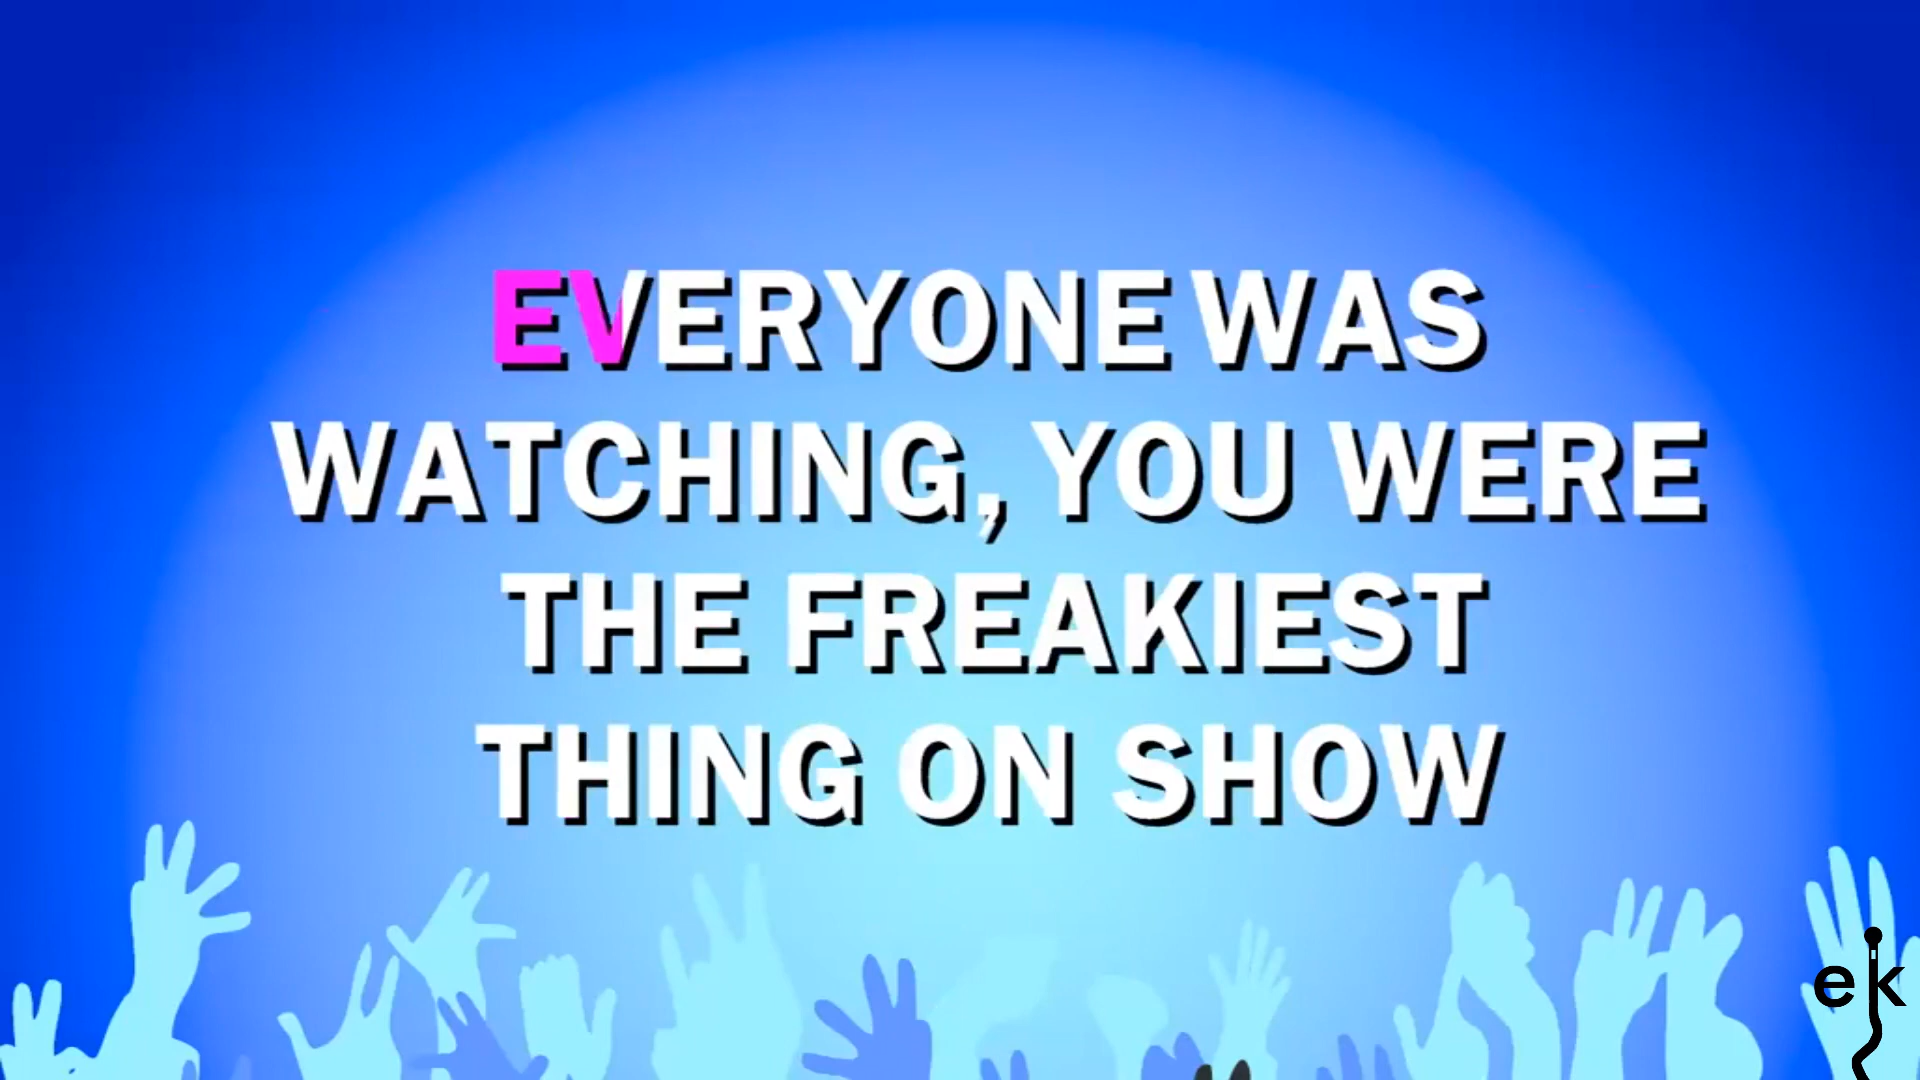 EVERYONE WAS
WATCHING, YOU WERE
THE FREAKIEST
THING ON SHOW
ek